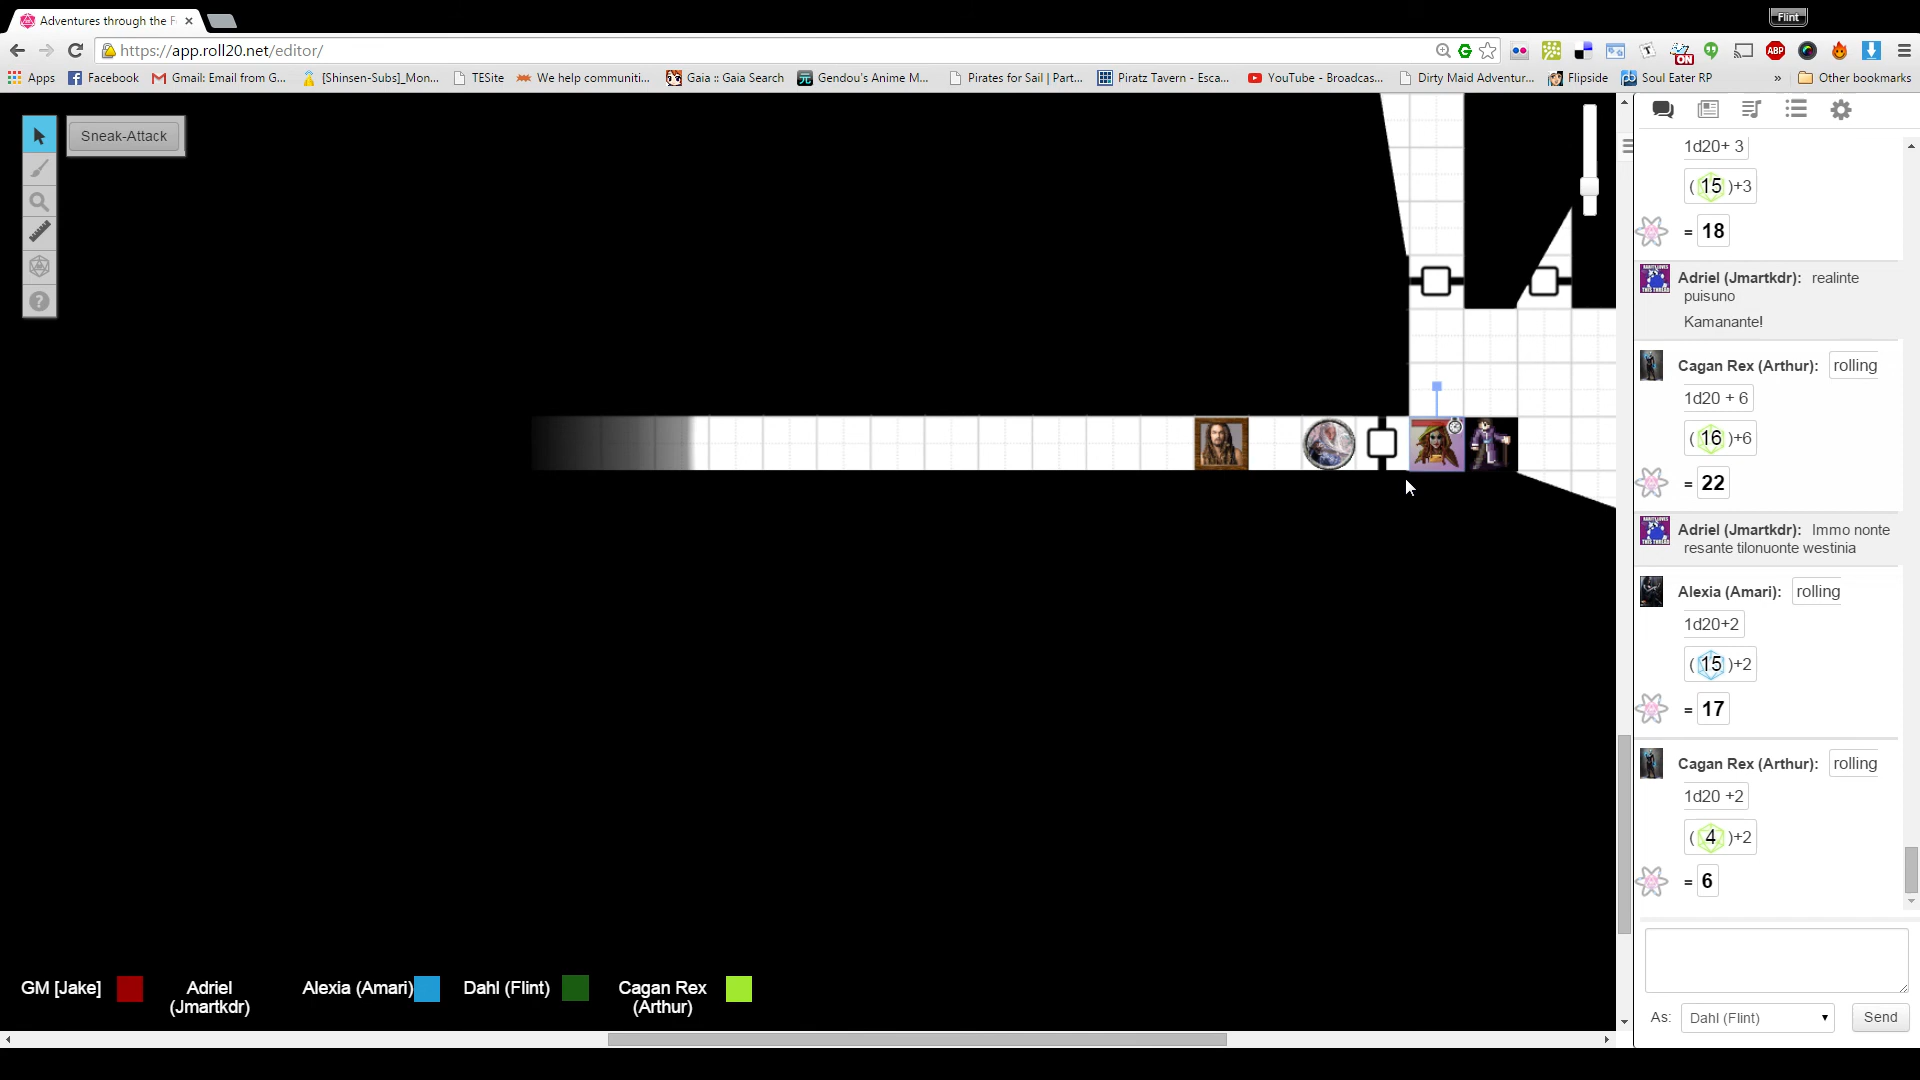 Adventures through the F
Flint
https://app.roll20.net/editor/
Apps
Facebook
Gmail: Email from G...
[Shinsen-Subs]_Mon...
TESite
We help communiti...
Gaia :: Gaia Search
Gendou's Anime M...
Pirates for Sail | Part...
Piratz Tavern - Esca...
YouTube - Broadcas...
Dirty Maid Adventur...
Flipside
Soul Eater RP
»
Other bookmarks
ABP
ON
Sneak-Attack
1d20+ 3
(15)+3
= 18
Adriel (Jmartkdr): realinte
puisuno
Kamanante!
Cagan Rex (Arthur): rolling
1d20 + 6
(16)+6
= 22
Adriel (Jmartkdr): Immo nonte
resante tilonuonte westinia
Alexia (Amari): rolling
1d20+2
(15)+2
= 17
Cagan Rex (Arthur): rolling
1d20 +2
(4)+2
= 6
GM [Jake]
Adriel
(Jmartkdr)
Alexia (Amari)
Dahl (Flint)
Cagan Rex
(Arthur)
As: Dahl (Flint)
Send